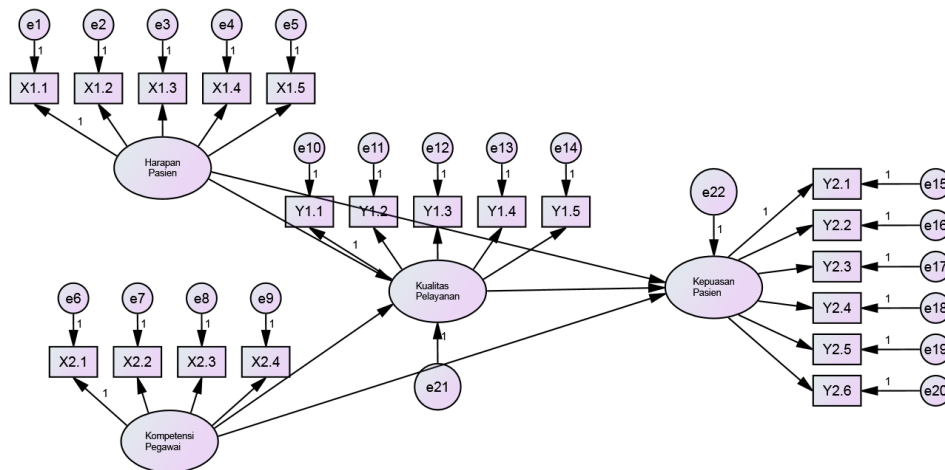 e1 e2 e3 e4 e5
1 1 1 1 1
X1.1 X1.2 X1.3 X1.4 X1.5
1
Harapan
Pasien
e10 e11 e12 e13 e14
1 1 1 1 1
Y1.1 Y1.2 Y1.3 Y1.4 Y1.5
1
Kualitas
Pelayanan
1
e21
e6 e7 e8 e9
1 1 1 1
X2.1 X2.2 X2.3 X2.4
1
Kompetensi
Pegawai
e22
1
Kepuasan
Pasien
1
Y2.1 1 e15
Y2.2 1 e16
Y2.3 1 e17
Y2.4 1 e18
Y2.5 1 e19
Y2.6 1 e20